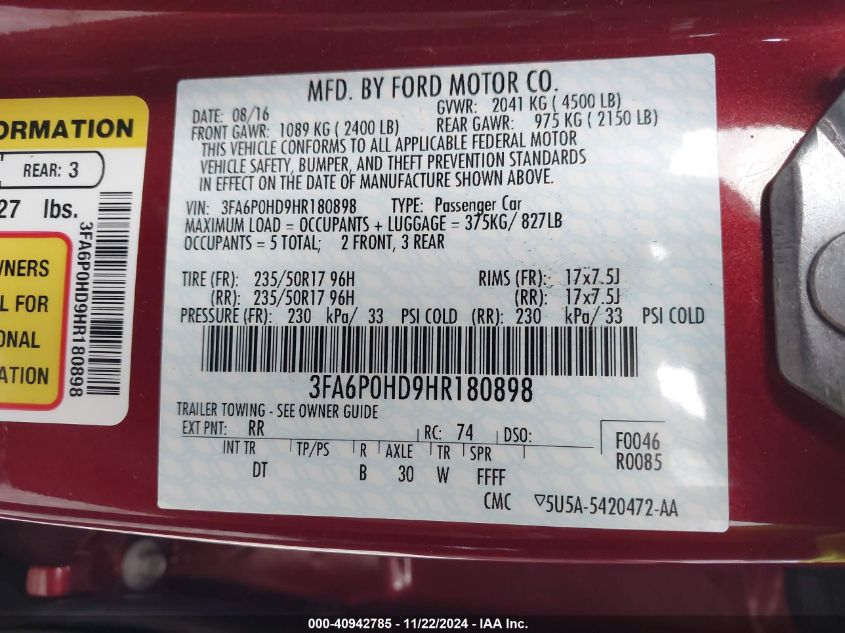 ORMATION
REAR: 3
27 lbs.
3FA6P0HD9HR180898
WNERS
L FOR
ONAL
MFD. BY FORD MOTOR CO.
DATE: 08/16 GVWR: 2041 KG ( 4500 LB)
FRONT GAWR: 1089 KG ( 2400 LB) REAR GAWR: 975 KG ( 2150 LB)
THIS VEHICLE CONFORMS TO ALL APPLICABLE FEDERAL MOTOR
VEHICLE SAFETY, BUMPER, AND THEFT PREVENTION STANDARDS
IN EFFECT ON THE DATE OF MANUFACTURE SHOWN ABOVE.
VIN: 3FA6P0HD9HR180898 TYPE: Passenger Car
MAXIMUM LOAD = OCCUPANTS + LUGGAGE = 375KG/ 827LB
OCCUPANTS = 5 TOTAL; 2 FRONT, 3 REAR
TIRE (FR): 235/50R17 96H RIMS (FR): 17x7.5J
(RR): 235/50R17 96H (RR): 17x7.5J
PRESSURE (FR): 230 kPa/ 33 PSI COLD (RR): 230 kPa/ 33 PSI COLD
3FA6P0HD9HR180898
TRAILER TOWING - SEE OWNER GUIDE
EXT PNT: RR RC: 74 DSO: F0046
INT TR TP/PS R AXLE TR SPR R0085
DT B 30 W FFFF
CMC ▽5U5A-5420472-AA
000-40942785 - 11/22/2024 - IAA Inc.